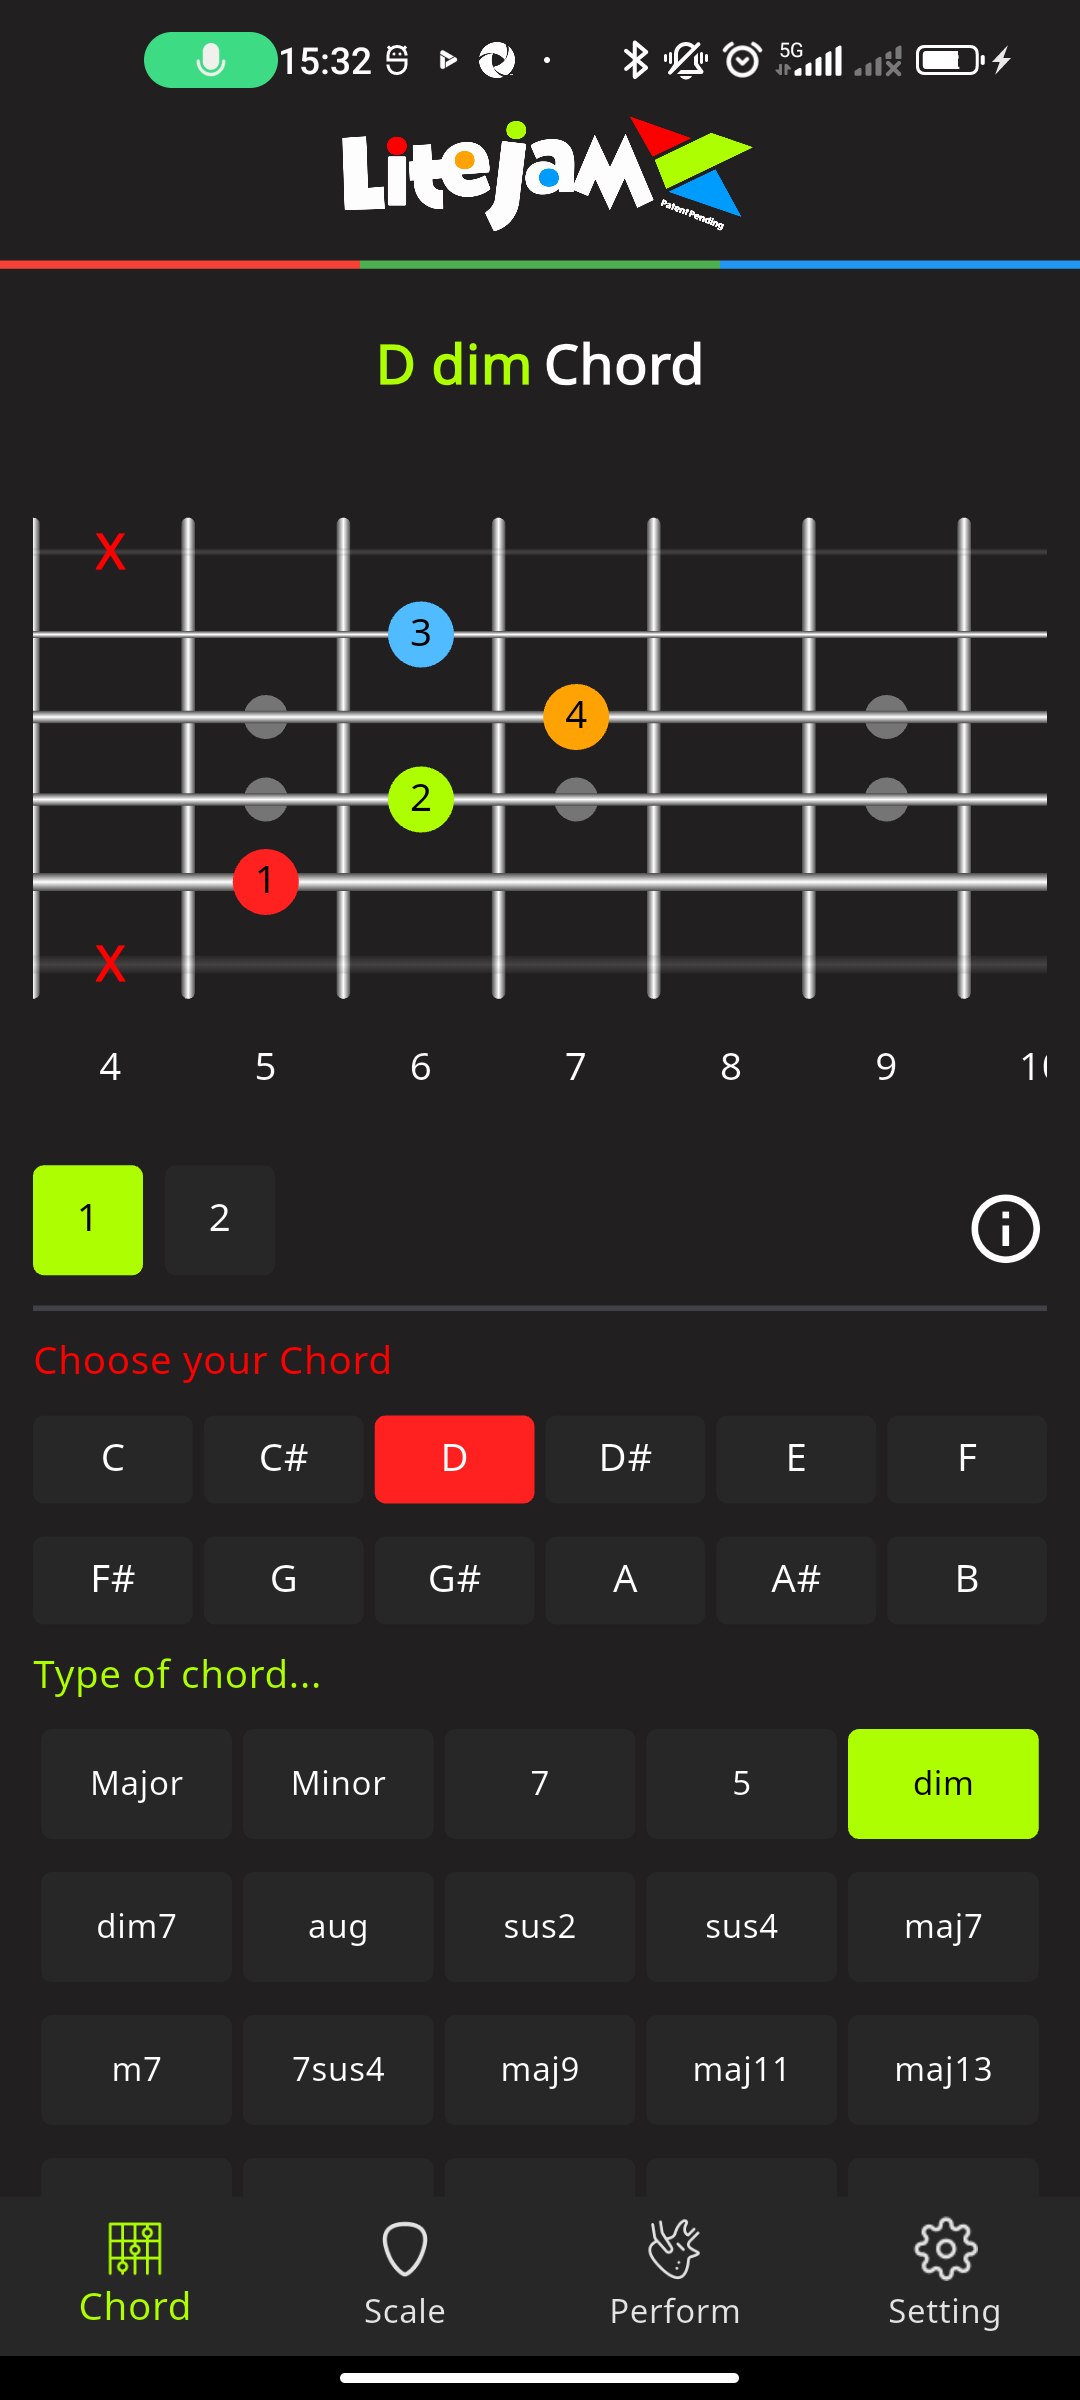 15:32
5G
LiteJam
Patent Pending
D dim Chord
X
3
4
2
1
X
4 5 6 7 8 9
1 2
Choose your Chord
C C# D D# E F
F# G G# A A# B
Type of chord...
Major Minor 7 5 dim
dim7 aug sus2 sus4 maj7
m7 7sus4 maj9 maj11 maj13
Chord Scale Perform Setting